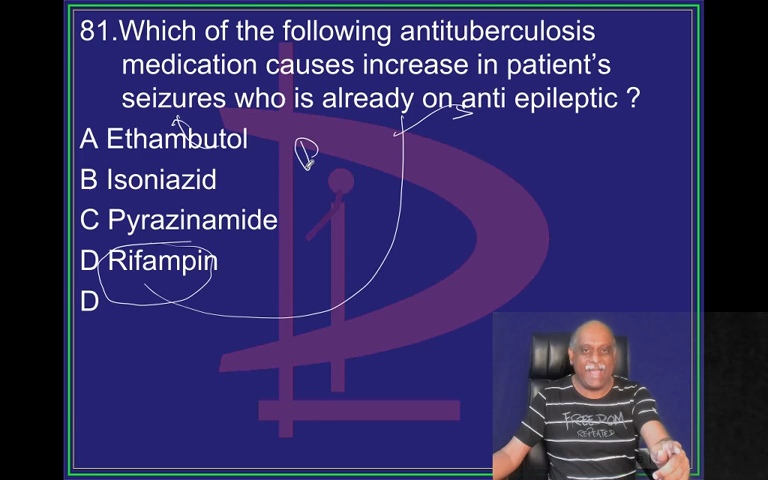 81.Which of the following antituberculosis
medication causes increase in patient’s
seizures who is already on anti epileptic ?
A Ethambutol
B Isoniazid
C Pyrazinamide
D Rifampin
D
FREEDOM
REPEATED